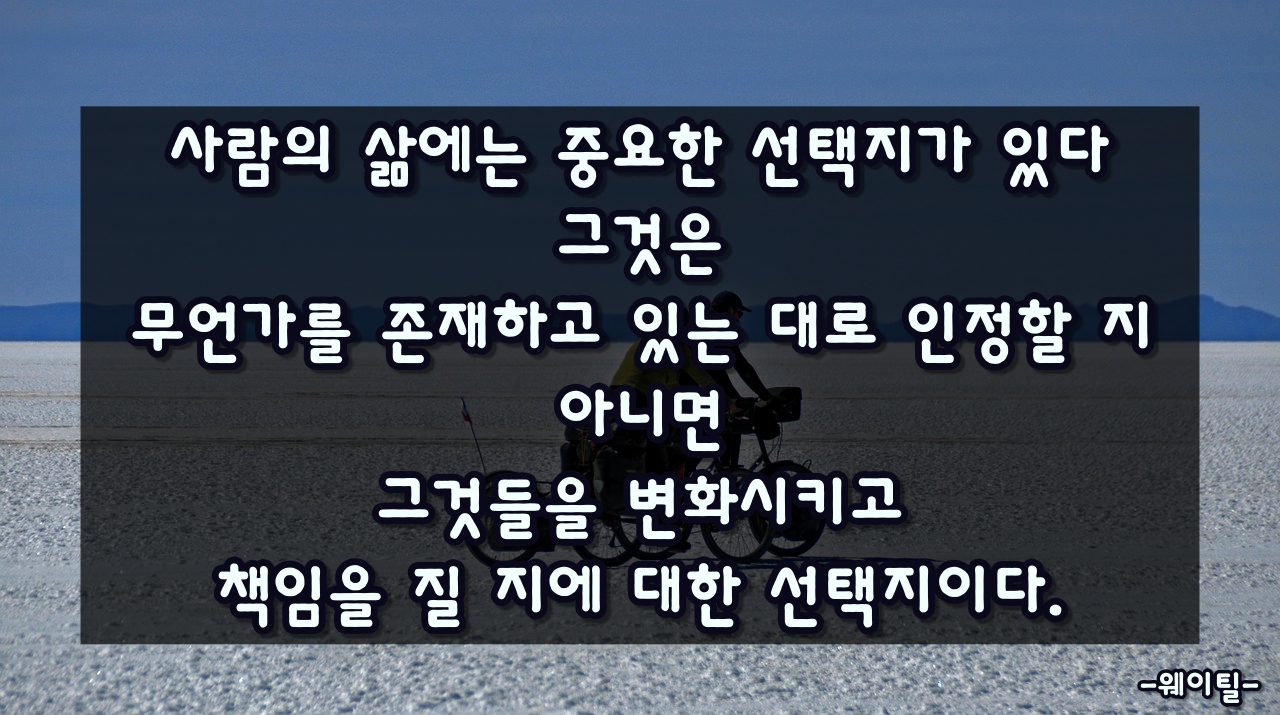 사람의 삶에는 중요한 선택지가 있다
그것은
무언가를 존재하고 있는 대로 인정할 지
아니면
그것들을 변화시키고
책임을 질 지에 대한 선택지이다.
-웨이틸-